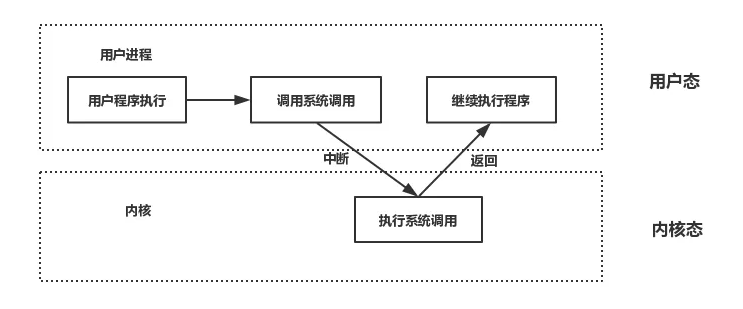 用户进程
用户态
用户程序执行
调用系统调用
继续执行程序
中断
返回
内核
执行系统调用
内核态